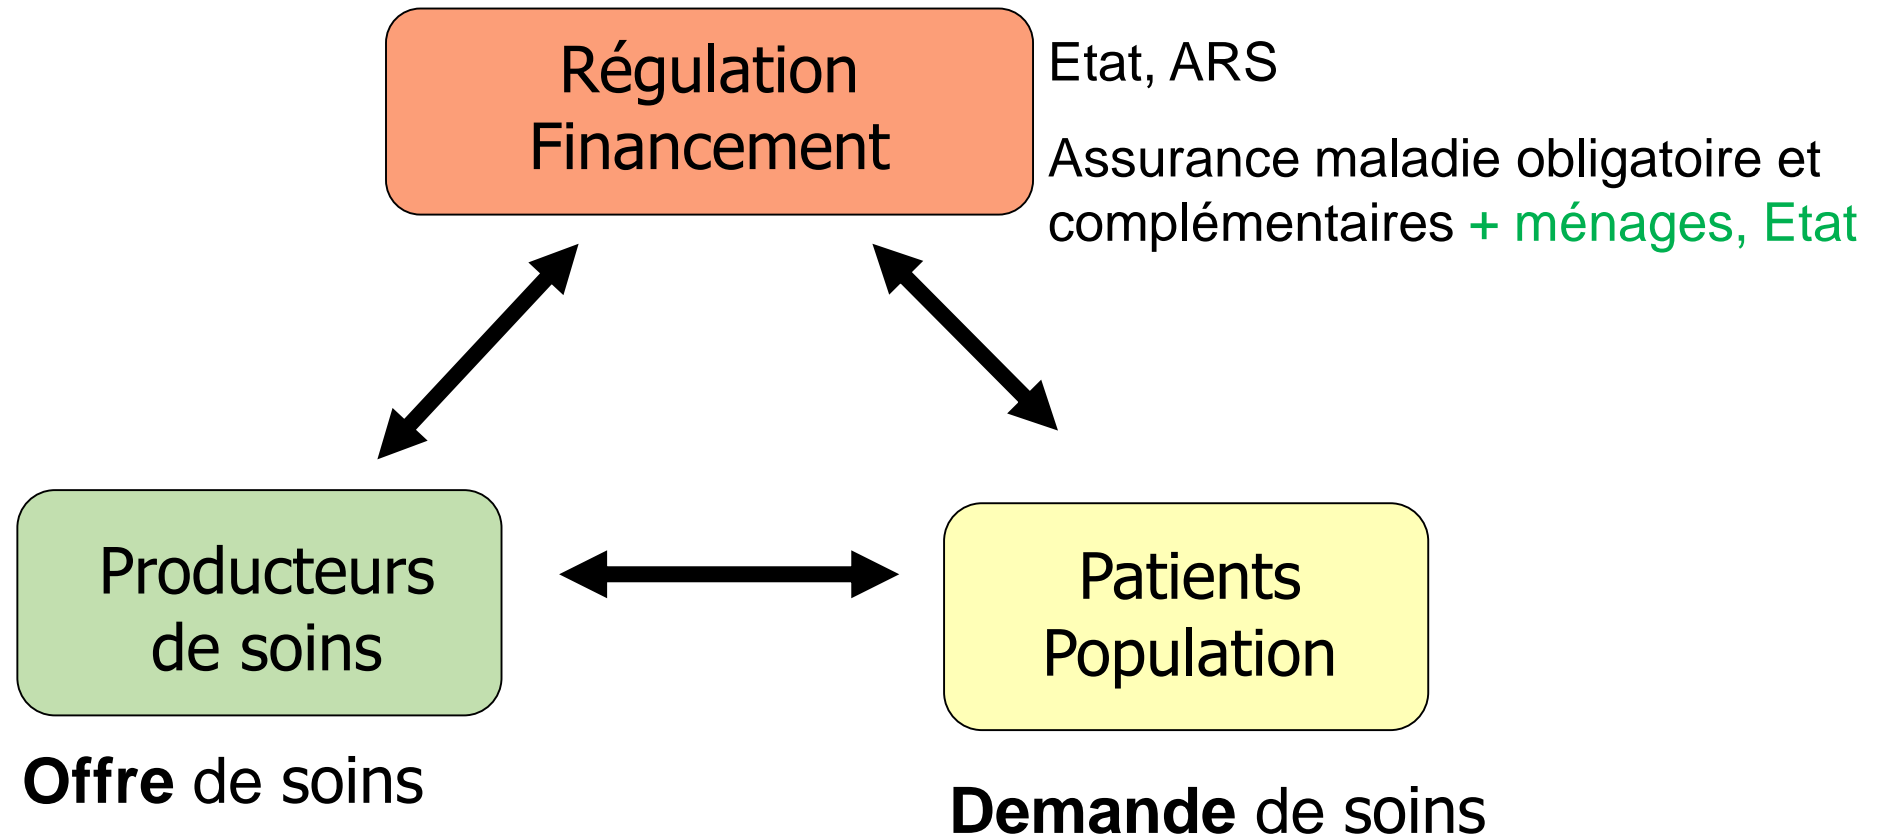 Régulation
Financement
Etat, ARS
Assurance maladie obligatoire et
complémentaires + ménages, Etat
Producteurs
de soins
Patients
Population
Offre de soins
Demande de soins